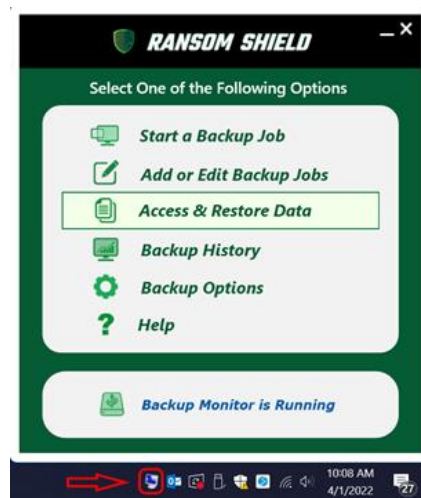 RANSOM SHIELD
Select One of the Following Options
Start a Backup Job
Add or Edit Backup Jobs
Access & Restore Data
Backup History
Backup Options
? Help
Backup Monitor is Running
10:08 AM
4/1/2022
27